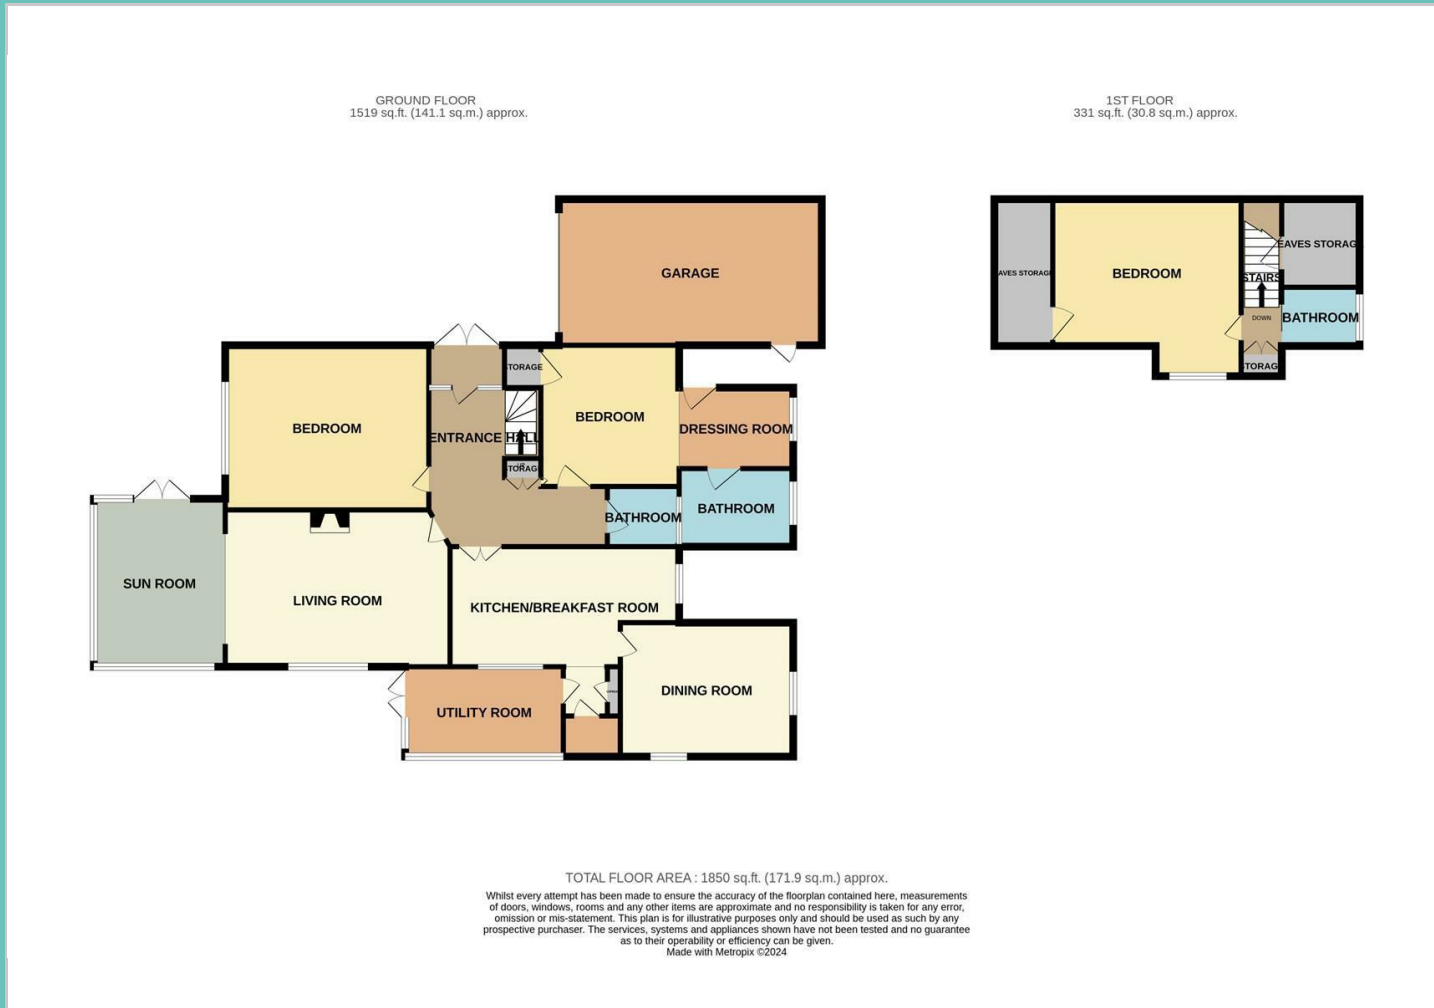 GROUND FLOOR
1519 sq.ft. (141.1 sq.m.) approx.
1ST FLOOR
331 sq.ft. (30.8 sq.m.) approx.
GARAGE
STORAGE
BEDROOM
BEDROOM
ENTRANCE HALL
DRESSING ROOM
STORAGE
BATHROOM
BATHROOM
SUN ROOM
LIVING ROOM
KITCHEN/BREAKFAST ROOM
UTILITY ROOM
DINING ROOM
EAVES STORAGE
AVES STORAGE
BEDROOM
STAIRS
DOWN
BATHROOM
TORAG
TOTAL FLOOR AREA : 1850 sq.ft. (171.9 sq.m.) approx.
Whilst every attempt has been made to ensure the accuracy of the floorplan contained here, measurements
of doors, windows, rooms and any other items are approximate and no responsibility is taken for any error,
omission or mis-statement. This plan is for illustrative purposes only and should be used as such by any
prospective purchaser. The services, systems and appliances shown have not been tested and no guarantee
as to their operability or efficiency can be given.
Made with Metropix ©2024